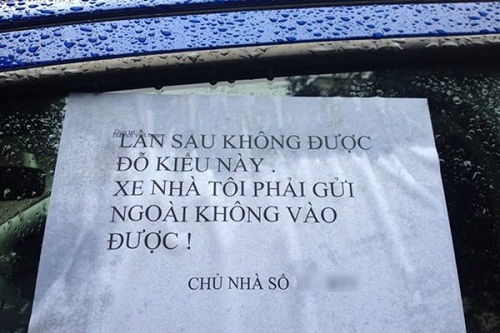 LẦN SAU KHÔNG ĐƯỢC
ĐỖ KIỂU NÀY .
XE NHÀ TÔI PHẢI GỬI
NGOÀI KHÔNG VÀO
ĐƯỢC !
CHỦ NHÀ SỐ